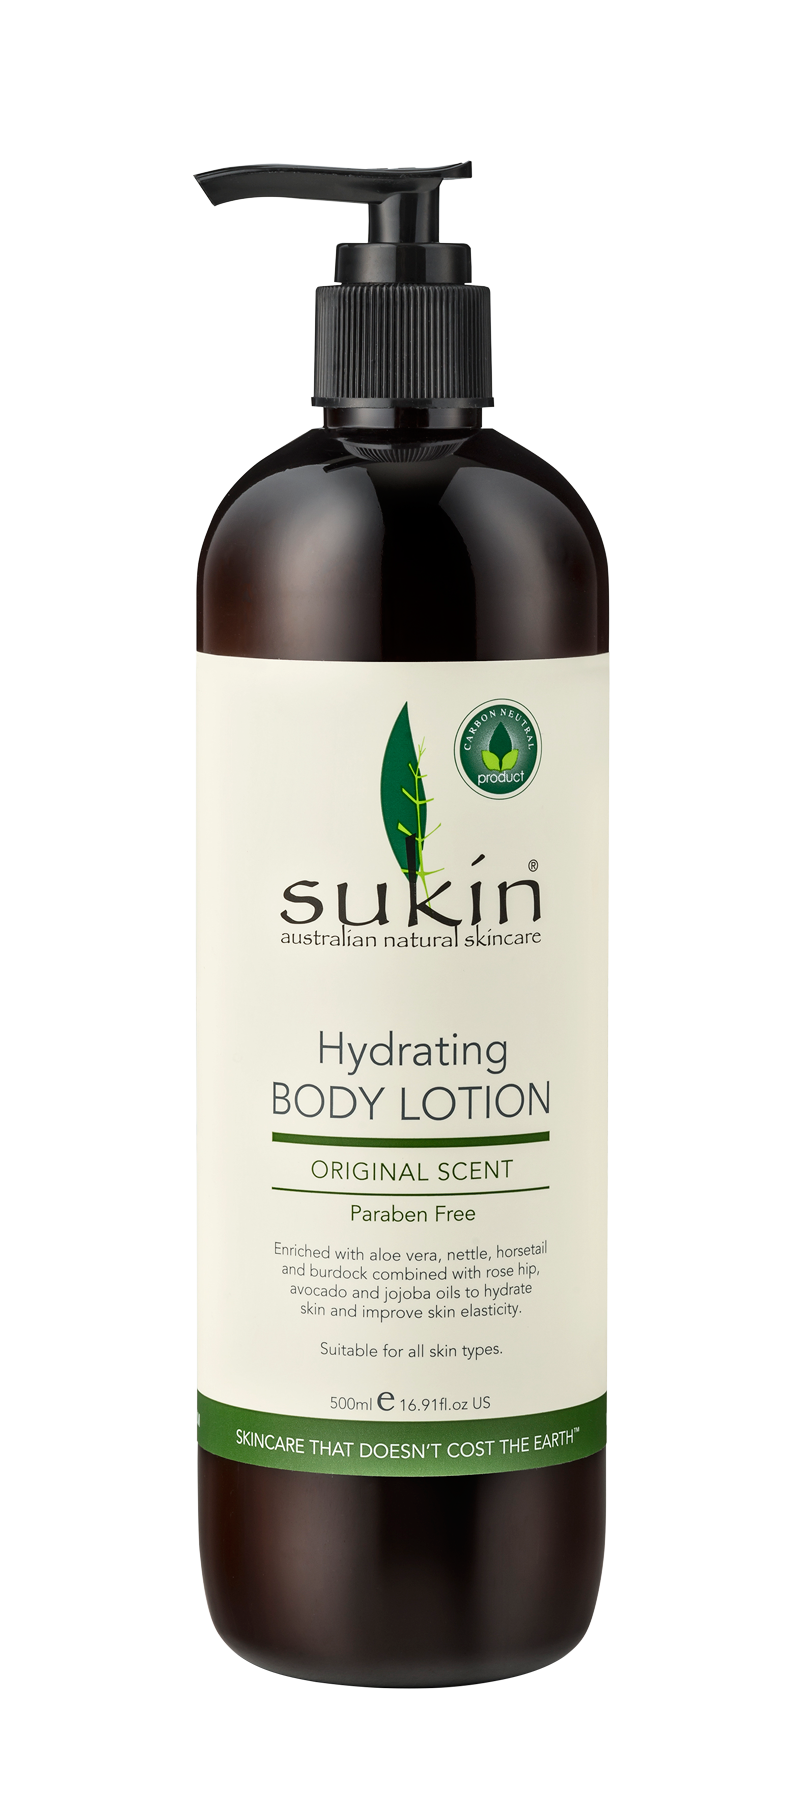 CARBON NEUTRAL
product
sukin®
australian natural skincare
Hydrating
BODY LOTION
ORIGINAL SCENT
Paraben Free
Enriched with aloe vera, nettle, horsetail
and burdock combined with rose hip,
avocado and jojoba oils to hydrate
skin and improve skin elasticity.
Suitable for all skin types.
500ml e 16.91fl.oz US
SKINCARE THAT DOESN'T COST THE EARTH™